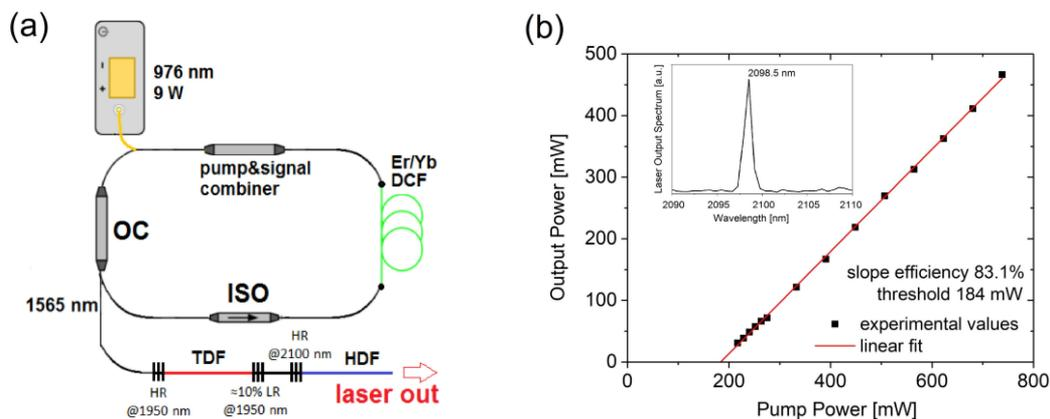 (a)
976 nm
9 W
pump&signal
combiner
Er/Yb
DCF
OC
ISO
1565 nm
HR
@2100 nm
TDF
HDF
laser out
HR
@1950 nm
≈10% LR
@1950 nm
(b)
Output Power [mW]
500
400
300
200
100
0
0
200
400
600
800
Pump Power [mW]
Laser Output Spectrum [a.u.]
2098.5 nm
2090
2095
2100
2105
2110
Wavelength [nm]
slope efficiency 83.1%
threshold 184 mW
experimental values
linear fit